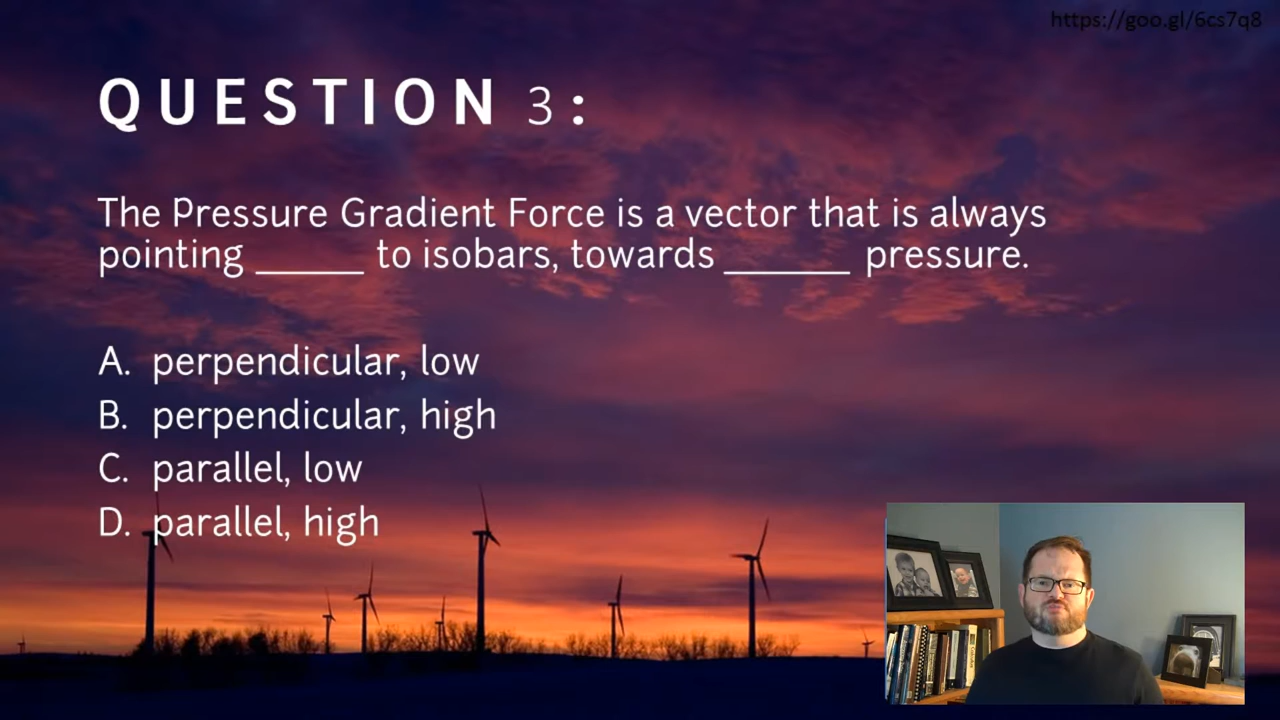 https://goo.gl/6cs7q8
QUESTION 3:
The Pressure Gradient Force is a vector that is always
pointing ______ to isobars, towards _______ pressure.
A. perpendicular, low
B. perpendicular, high
C. parallel, low
D. parallel, high